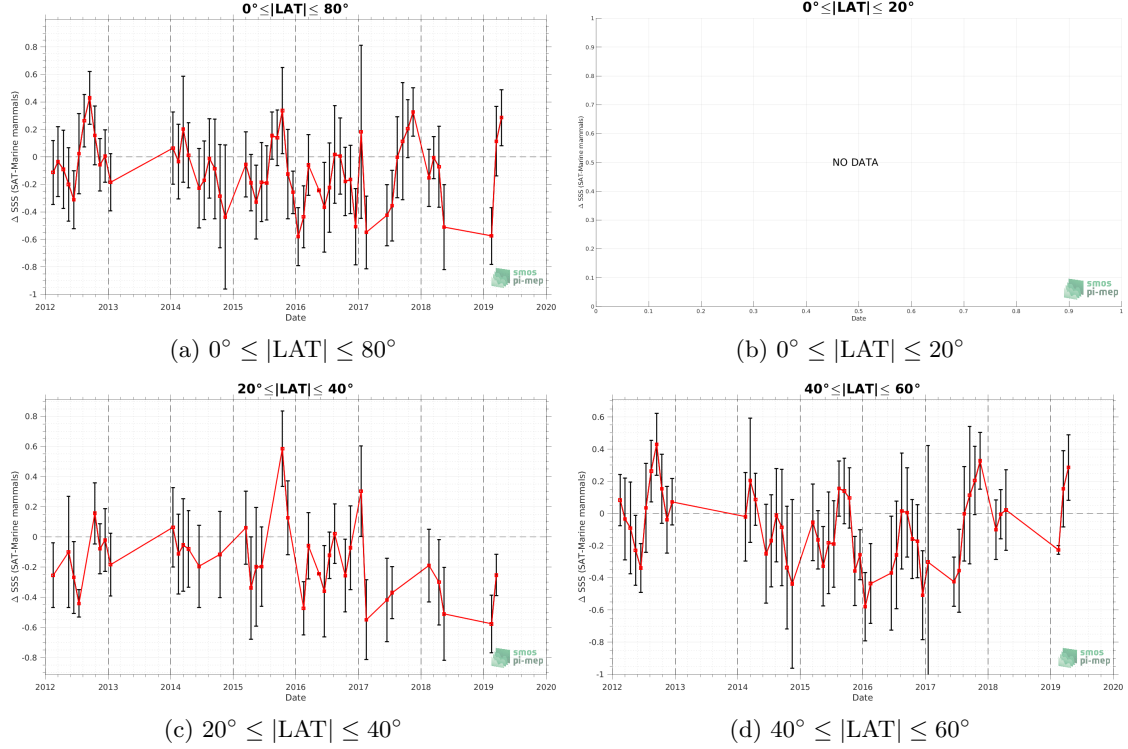 0°≤|LAT|≤ 80°
Δ SSS (SAT-Marine mammals)
0.8
0.6
0.4
0.2
0
-0.2
-0.4
-0.6
-0.8
-1
2012 2013 2014 2015 2016 2017 2018 2019 2020
Date
smos
pi-mep
(a) 0° ≤ |LAT| ≤ 80°
0°≤|LAT|≤ 20°
Δ SSS (SAT-Marine mammals)
1
0.9
0.8
0.7
0.6
0.5
0.4
0.3
0.2
0.1
0
NO DATA
0 0.1 0.2 0.3 0.4 0.5 0.6 0.7 0.8 0.9 1
Date
smos
pi-mep
(b) 0° ≤ |LAT| ≤ 20°
20°≤|LAT|≤ 40°
Δ SSS (SAT-Marine mammals)
0.8
0.6
0.4
0.2
0
-0.2
-0.4
-0.6
-0.8
2012 2013 2014 2015 2016 2017 2018 2019 2020
Date
smos
pi-mep
(c) 20° ≤ |LAT| ≤ 40°
40°≤|LAT|≤ 60°
Δ SSS (SAT-Marine mammals)
0.6
0.4
0.2
0
-0.2
-0.4
-0.6
-0.8
-1
2012 2013 2014 2015 2016 2017 2018 2019 2020
Date
smos
pi-mep
(d) 40° ≤ |LAT| ≤ 60°